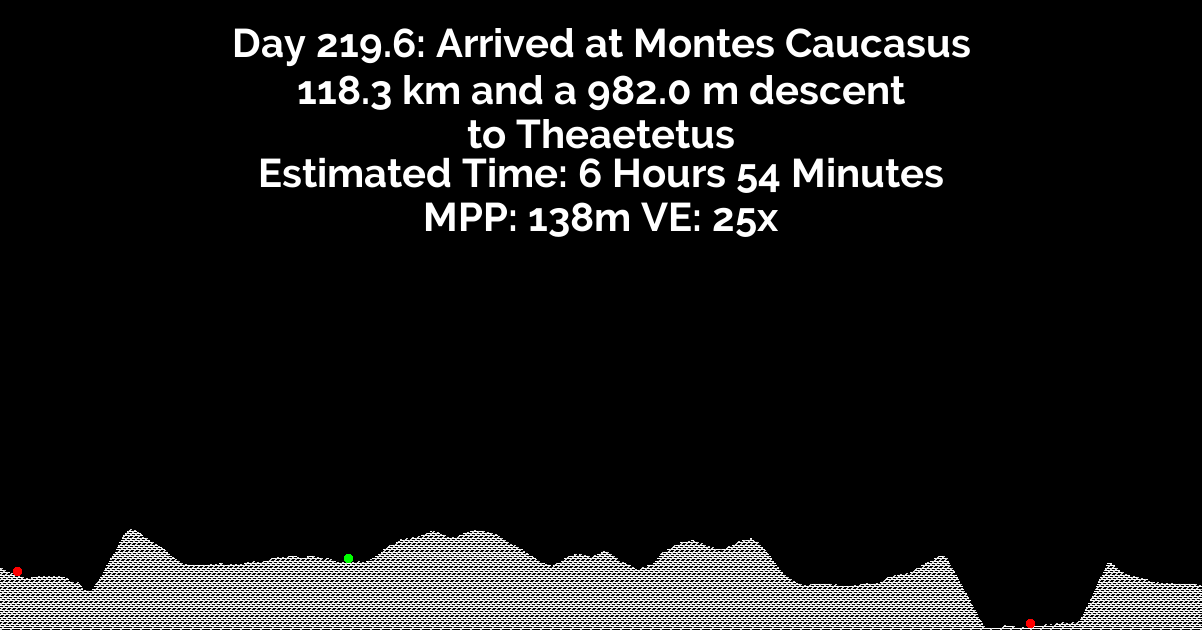 Day 219.6: Arrived at Montes Caucasus
118.3 km and a 982.0 m descent
to Theaetetus
Estimated Time: 6 Hours 54 Minutes
MPP: 138m VE: 25x